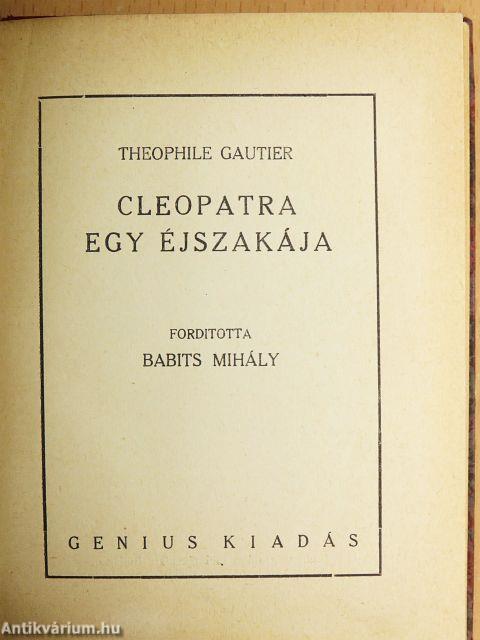 THEOPHILE GAUTIER
CLEOPATRA
EGY ÉJSZAKÁJA
FORDITOTTA
BABITS MIHÁLY
GENIUS KIADÁS
Antikvárium.hu